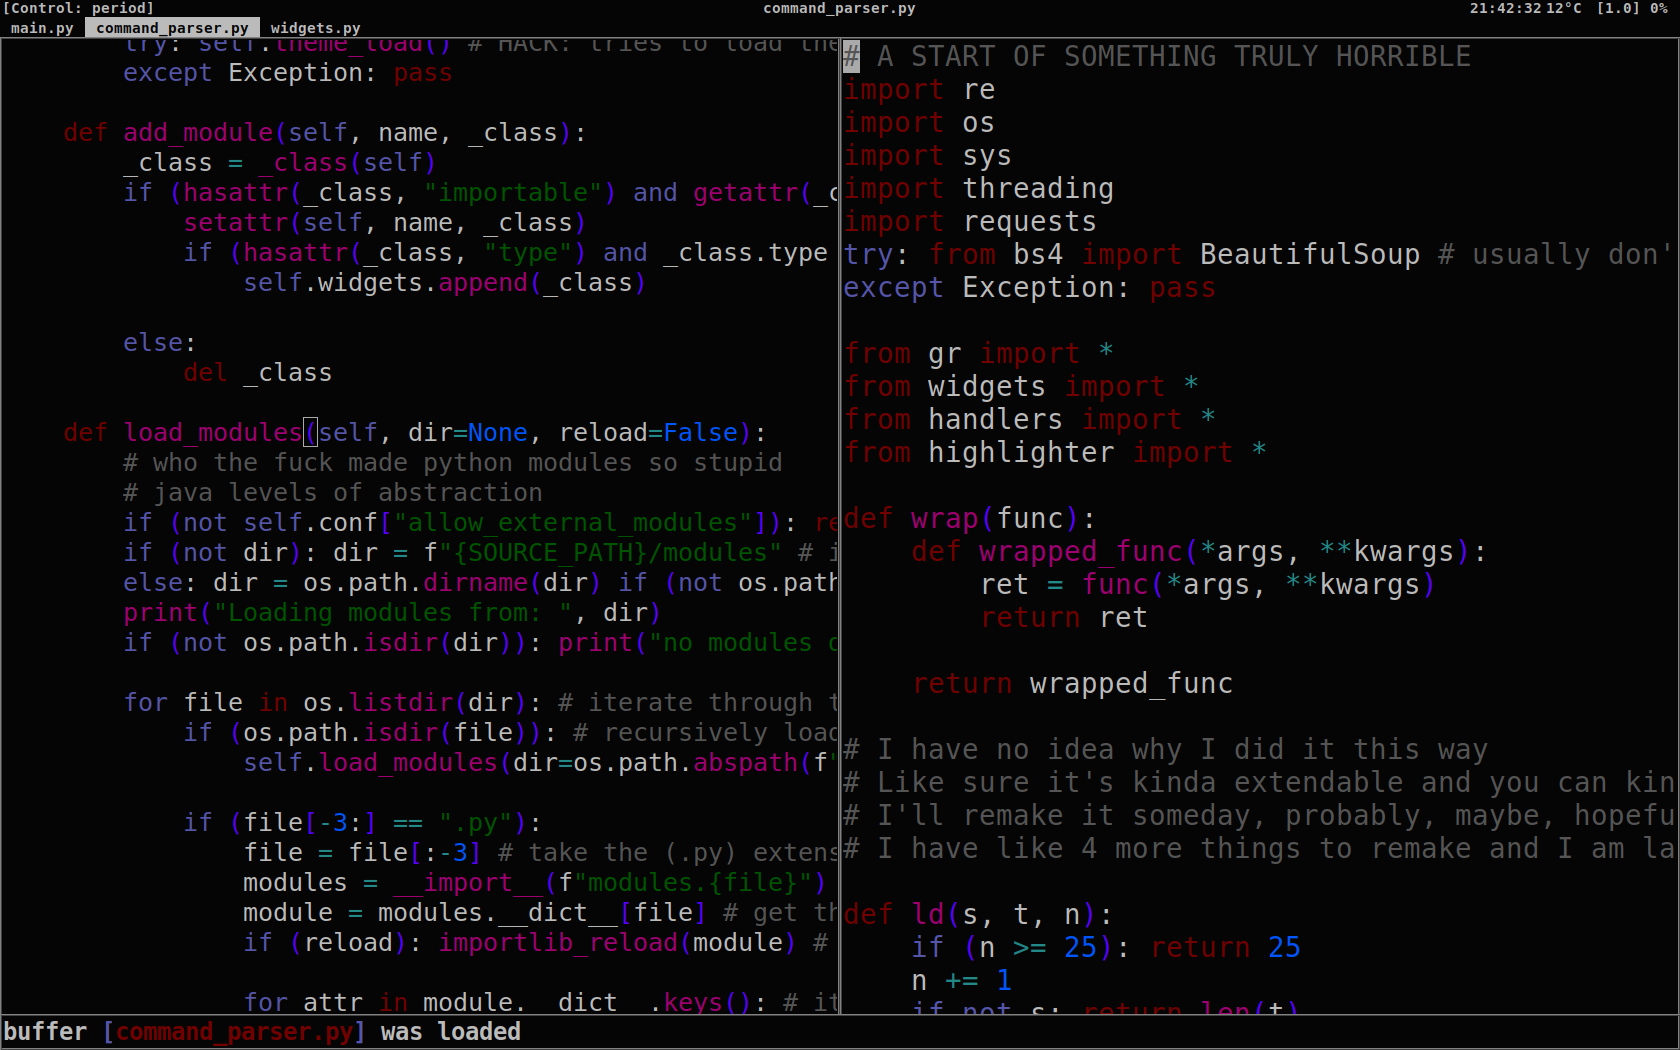 [Control: period] command_parser.py 21:42:32 12°C [1.0] 0%
main.py command_parser.py widgets.py
try: self.theme_load() # HACK: tries to load the
except Exception: pass
def add_module(self, name, _class):
_class = _class(self)
if (hasattr(_class, "importable") and getattr(_c
setattr(self, name, _class)
if (hasattr(_class, "type") and _class.type
self.widgets.append(_class)
else:
del _class
def load_modules(self, dir=None, reload=False):
# who the fuck made python modules so stupid
# java levels of abstraction
if (not self.conf["allow_external_modules"]): re
if (not dir): dir = f"{SOURCE_PATH}/modules" # i
else: dir = os.path.dirname(dir) if (not os.path
print("Loading modules from: ", dir)
if (not os.path.isdir(dir)): print("no modules d
for file in os.listdir(dir): # iterate through t
if (os.path.isdir(file)): # recursively load
self.load_modules(dir=os.path.abspath(f"
if (file[-3:] == ".py"):
file = file[:-3] # take the (.py) extens
modules = __import__(f"modules.{file}")
module = modules.__dict__[file] # get th
if (reload): importlib_reload(module) #
for attr in module.__dict__.keys(): # it
# A START OF SOMETHING TRULY HORRIBLE
import re
import os
import sys
import threading
import requests
try: from bs4 import BeautifulSoup # usually don'
except Exception: pass
from gr import *
from widgets import *
from handlers import *
from highlighter import *
def wrap(func):
def wrapped_func(*args, **kwargs):
ret = func(*args, **kwargs)
return ret
return wrapped_func
# I have no idea why I did it this way
# Like sure it's kinda extendable and you can kin
# I'll remake it someday, probably, maybe, hopefu
# I have like 4 more things to remake and I am la
def ld(s, t, n):
if (n >= 25): return 25
n += 1
if not s: return len(t)
buffer [command_parser.py] was loaded